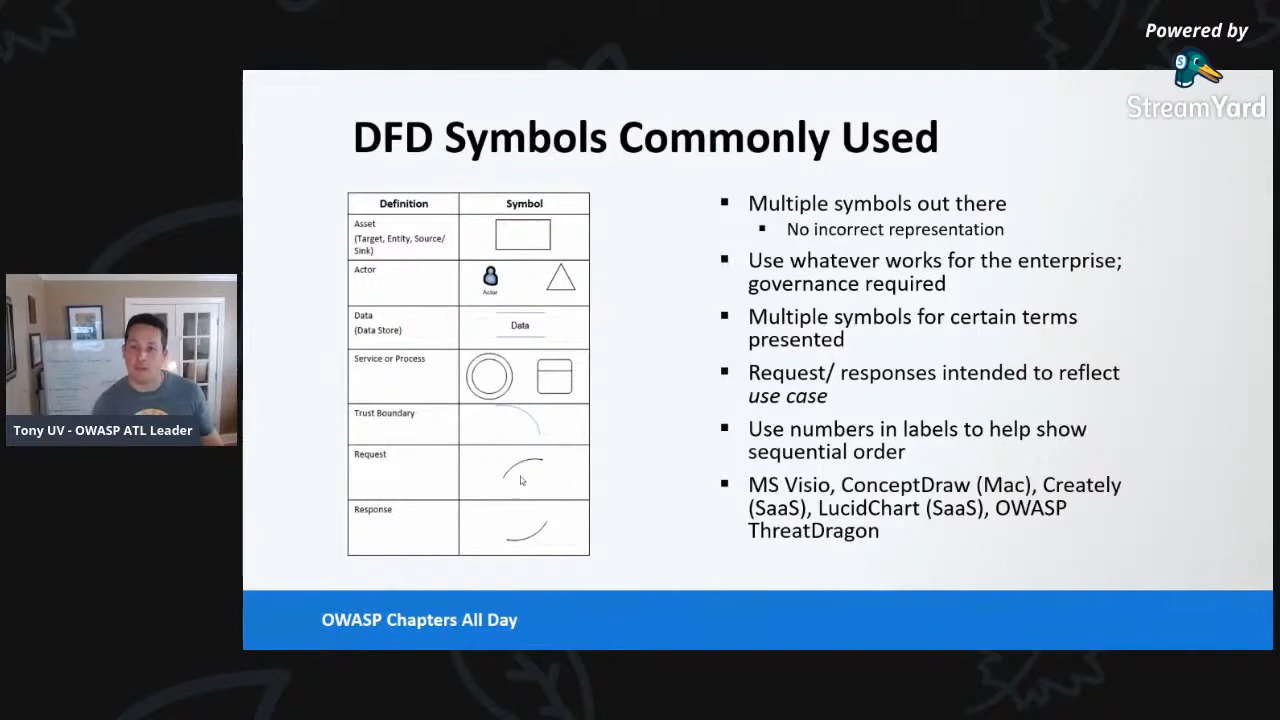 Powered by
StreamYard
DFD Symbols Commonly Used
Definition Symbol
Asset
(Target, Entity, Source/
Sink)
Actor
Actor
Data
(Data Store)
Data
Service or Process
Trust Boundary
Request
Response
Multiple symbols out there
No incorrect representation
Use whatever works for the enterprise;
governance required
Multiple symbols for certain terms
presented
Request/ responses intended to reflect
use case
Use numbers in labels to help show
sequential order
MS Visio, ConceptDraw (Mac), Creately
(SaaS), LucidChart (SaaS), OWASP
ThreatDragon
Tony UV - OWASP ATL Leader
OWASP Chapters All Day